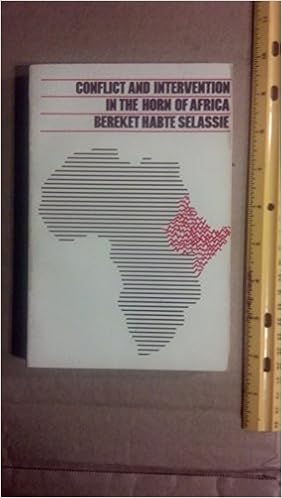 CONFLICT AND INTERVENTION
IN THE HORN OF AFRICA
BEREKET HABTE SELASSIE